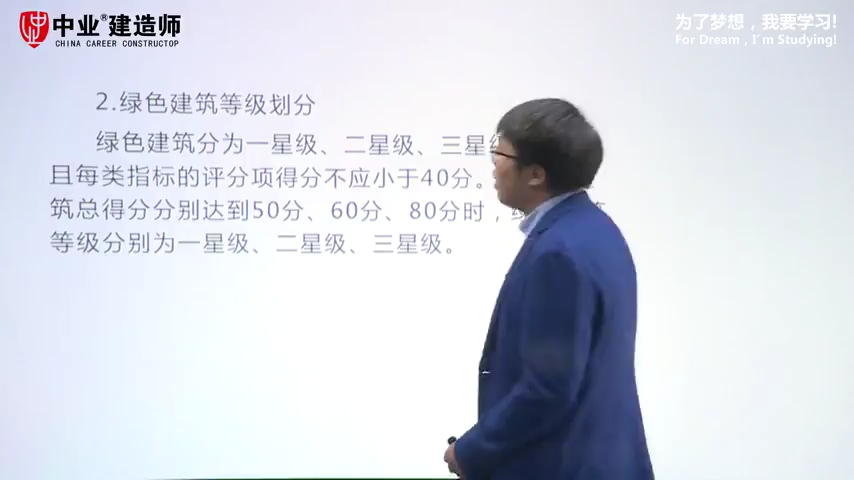 中业®建造师
CHINA CAREER CONSTRUCTOP
为了梦想，我要学习!
For Dream , I'm Studying!
2.绿色建筑等级划分
绿色建筑分为一星级、二星级、三星
且每类指标的评分项得分不应小于40分。
筑总得分分别达到50分、60分、80分时，
等级分别为一星级、二星级、三星级。